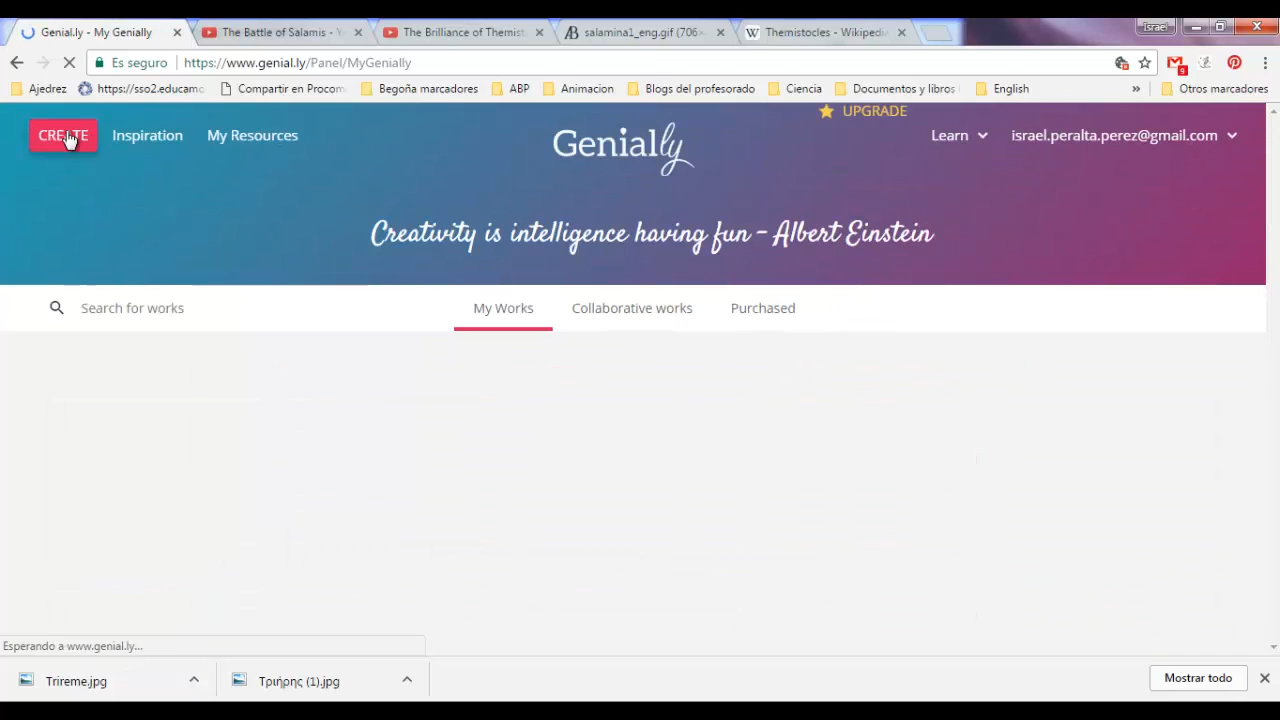 Genial.ly - My Genially
The Battle of Salamis - Y
The Brilliance of Themist
salamina1_eng.gif (706×
Themistocles - Wikipedia
israel
Es seguro
https://www.genial.ly/Panel/MyGenially
9
Ajedrez
https://sso2.educamo
Compartir en Procom
Begoña marcadores
ABP
Animacion
Blogs del profesorado
Ciencia
Documentos y libros
English
»
Otros marcadores
UPGRADE
CREATE
Inspiration
My Resources
Genially
Learn
israel.peralta.perez@gmail.com
Creativity is intelligence having fun - Albert Einstein
Search for works
My Works
Collaborative works
Purchased
Esperando a www.genial.ly...
Trireme.jpg
Τριήρης (1).jpg
Mostrar todo